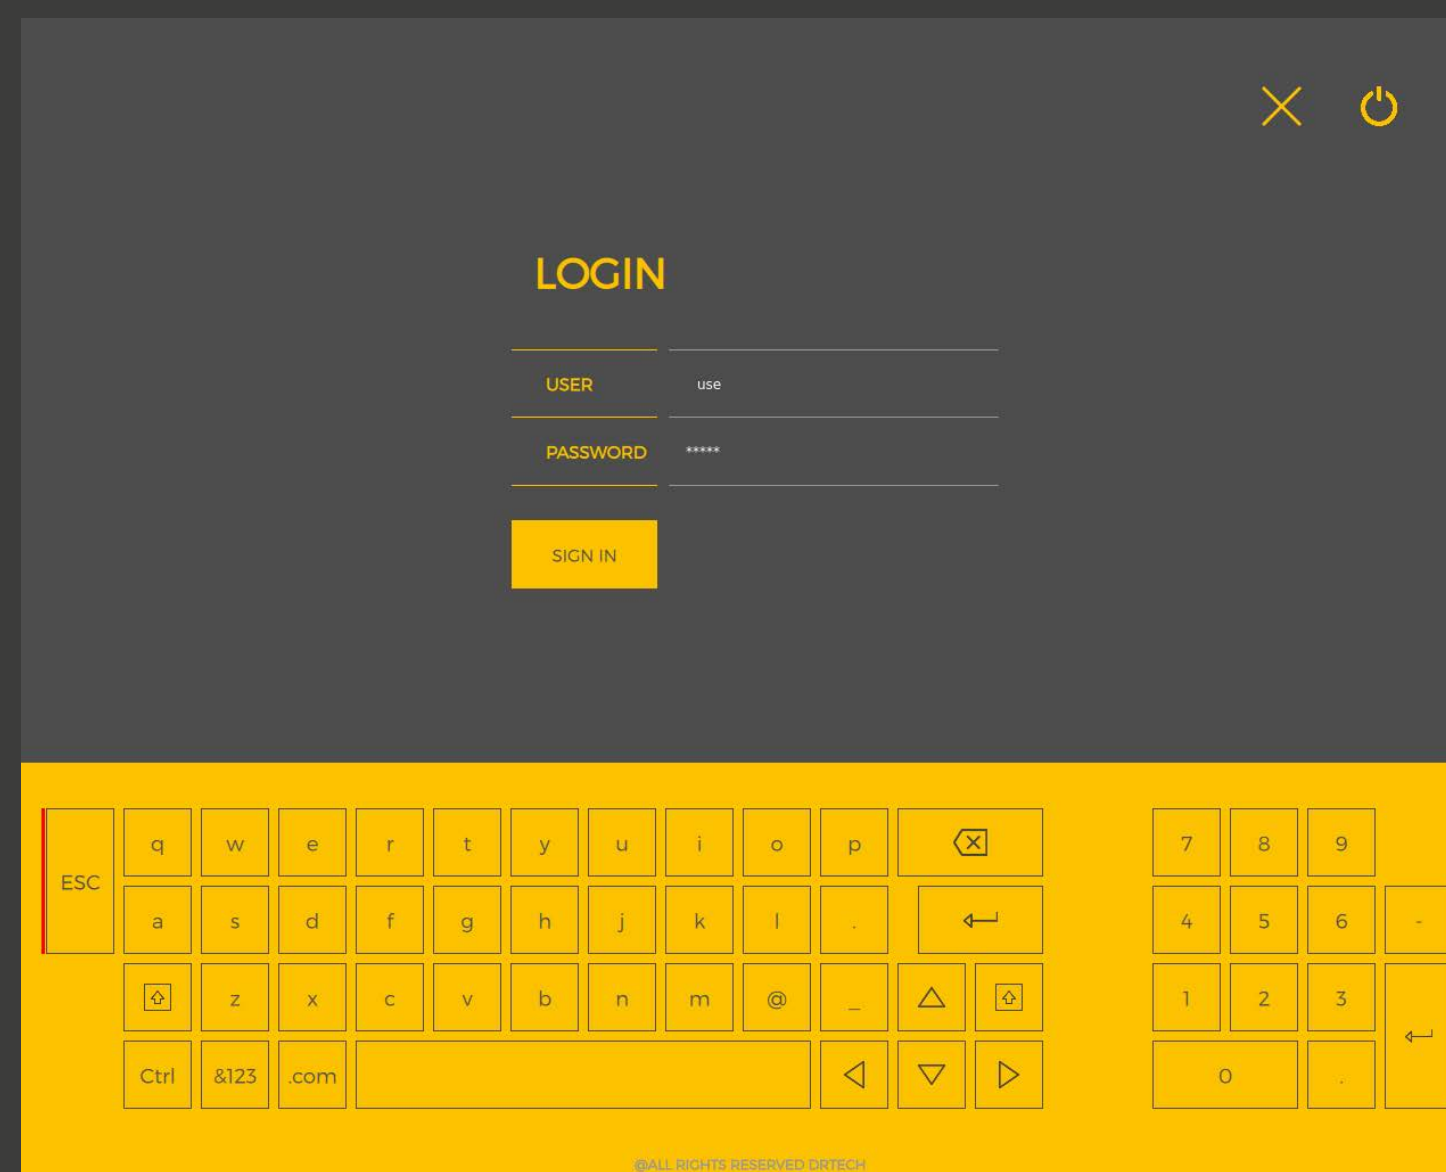 LOGIN
USER use
PASSWORD *****
SIGN IN
q w e r t y u i o p 7 8 9
ESC
a s d f g h j k l . 4 5 6 -
z x c v b n m @ _ 1 2 3
Ctrl &123 .com 0 .
@ALL RIGHTS RESERVED DRTECH